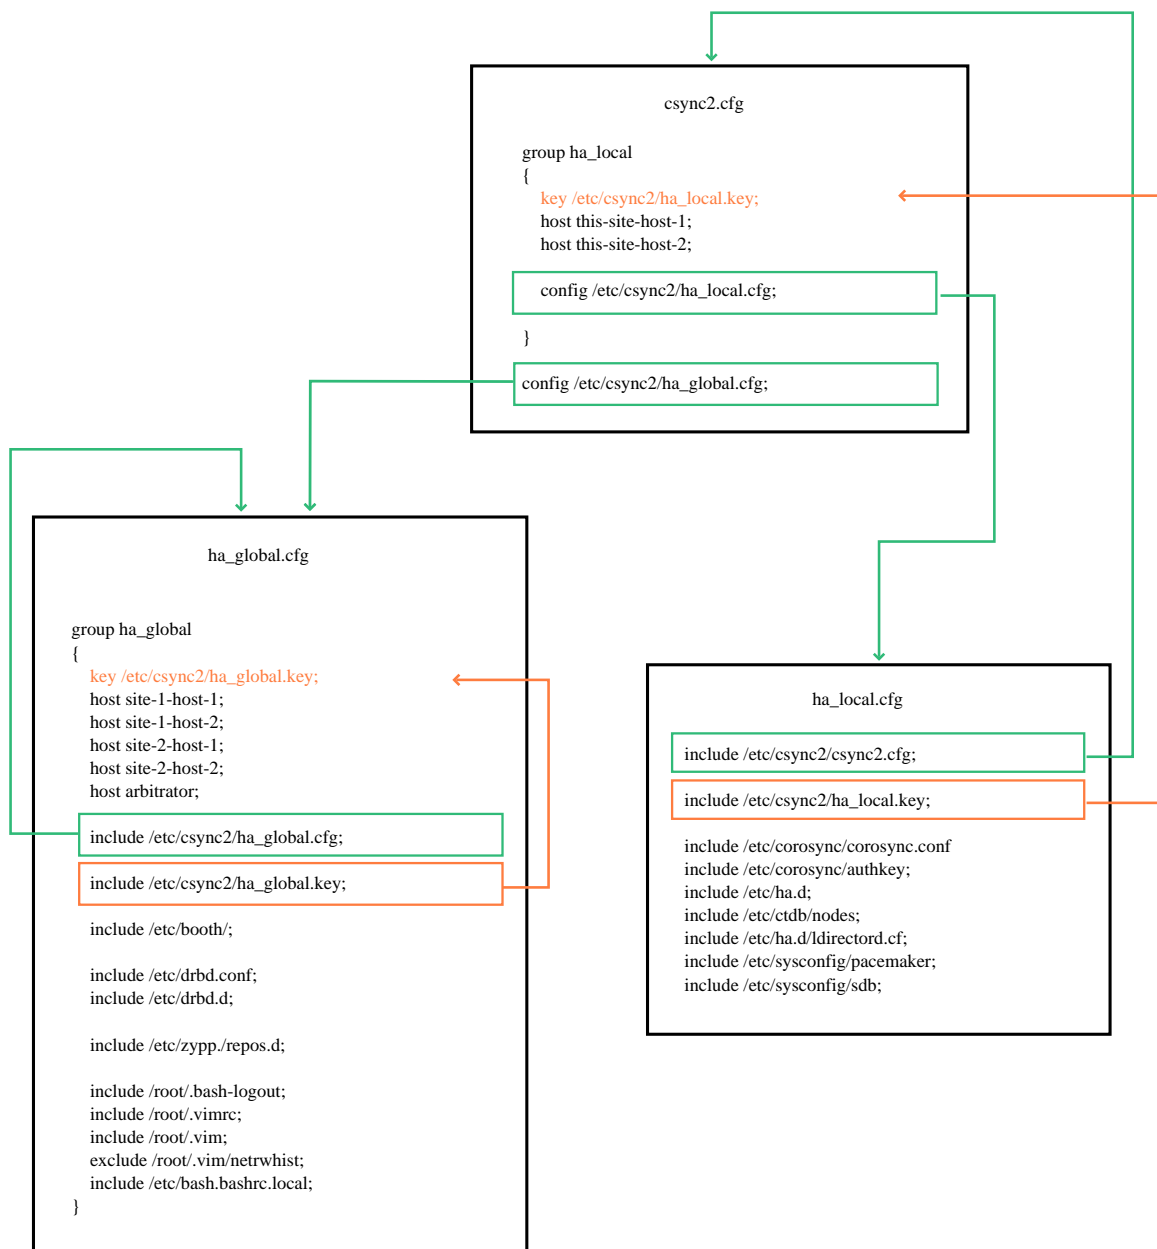 csync2.cfg
group ha_local
{
key /etc/csync2/ha_local.key;
host this-site-host-1;
host this-site-host-2;
config /etc/csync2/ha_local.cfg;
}
config /etc/csync2/ha_global.cfg;
ha_global.cfg
group ha_global
{
key /etc/csync2/ha_global.key;
host site-1-host-1;
host site-1-host-2;
host site-2-host-1;
host site-2-host-2;
host arbitrator;
include /etc/csync2/ha_global.cfg;
include /etc/csync2/ha_global.key;
include /etc/booth/;
include /etc/drbd.conf;
include /etc/drbd.d;
include /etc/zypp./repos.d;
include /root/.bash-logout;
include /root/.vimrc;
include /root/.vim;
exclude /root/.vim/netrwhist;
include /etc/bash.bashrc.local;
}
ha_local.cfg
include /etc/csync2/csync2.cfg;
include /etc/csync2/ha_local.key;
include /etc/corosync/corosync.conf
include /etc/corosync/authkey;
include /etc/ha.d;
include /etc/ctdb/nodes;
include /etc/ha.d/ldirectord.cf;
include /etc/sysconfig/pacemaker;
include /etc/sysconfig/sdb;